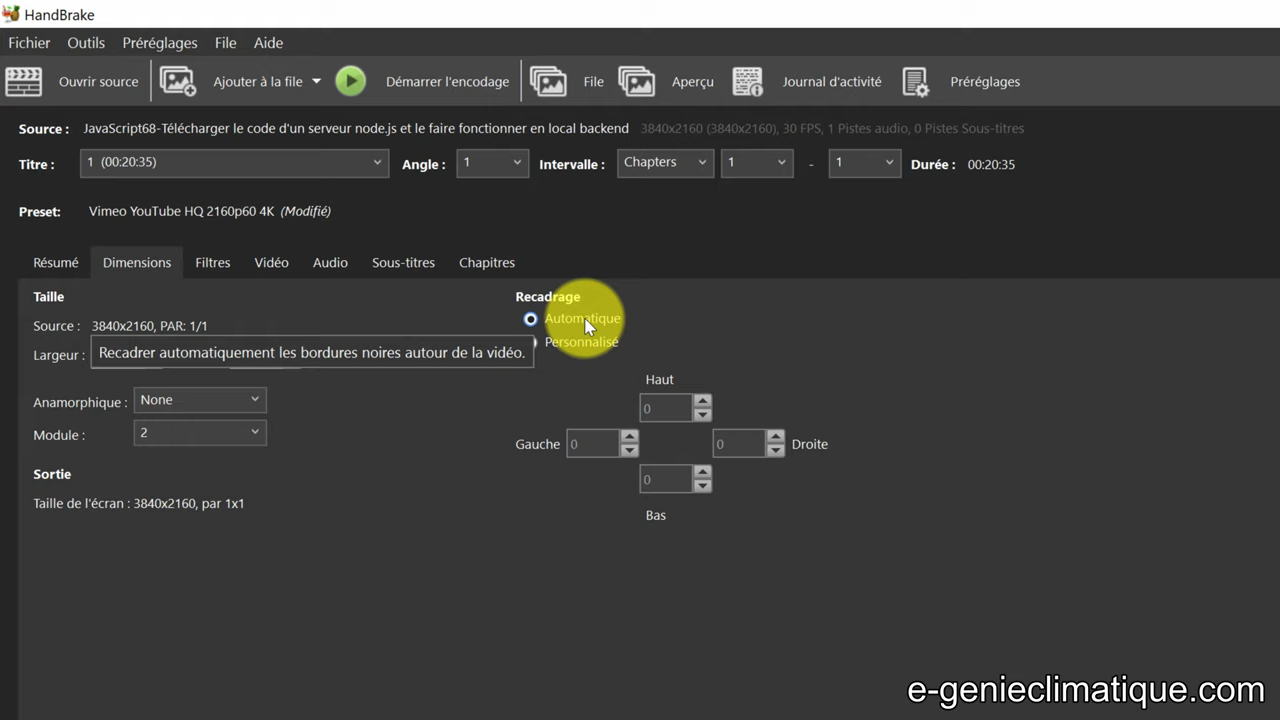 HandBrake
Fichier Outils Préréglages File Aide
Ouvrir source Ajouter à la file Démarrer l'encodage File Aperçu Journal d'activité Préréglages
Source : JavaScript68-Télécharger le code d'un serveur node.js et le faire fonctionner en local backend 3840x2160 (3840x2160), 30 FPS, 1 Pistes audio, 0 Pistes Sous-titres
Titre : 1 (00:20:35) Angle : 1 Intervalle : Chapters 1 - 1 Durée : 00:20:35
Preset: Vimeo YouTube HQ 2160p60 4K (Modifié)
Résumé Dimensions Filtres Vidéo Audio Sous-titres Chapitres
Taille Recadrage
Automatique
Source : 3840x2160, PAR: 1/1
Personnalisé
Largeur : Recadrer automatiquement les bordures noires autour de la vidéo.
Haut
Anamorphique : None 0
Module : 2 Gauche 0 0 Droite
Sortie 0
Taille de l'écran : 3840x2160, par 1x1
Bas
e-genieclimatique.com